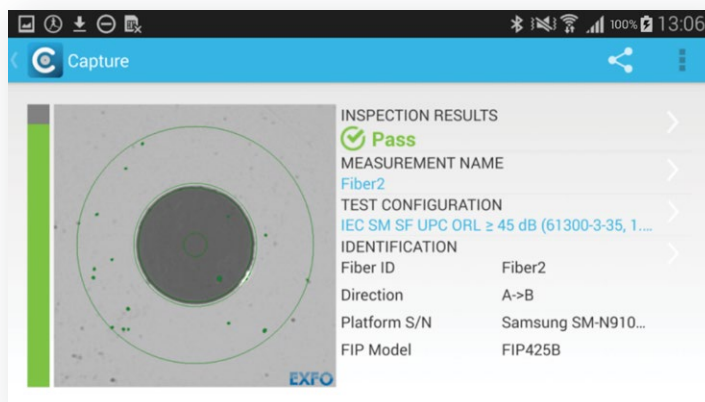 100% 13:06
Capture
INSPECTION RESULTS
Pass
MEASUREMENT NAME
Fiber2
TEST CONFIGURATION
IEC SM SF UPC ORL ≥ 45 dB (61300-3-35, 1....
IDENTIFICATION
Fiber ID Fiber2
Direction A->B
Platform S/N Samsung SM-N910...
FIP Model FIP425B
EXFO